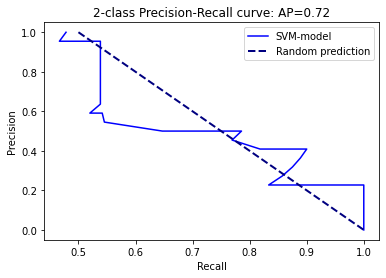 2-class Precision-Recall curve: AP=0.72
SVM-model
Random prediction
Precision
1.0
0.8
0.6
0.4
0.2
0.0
0.5
0.6
0.7
0.8
0.9
1.0
Recall